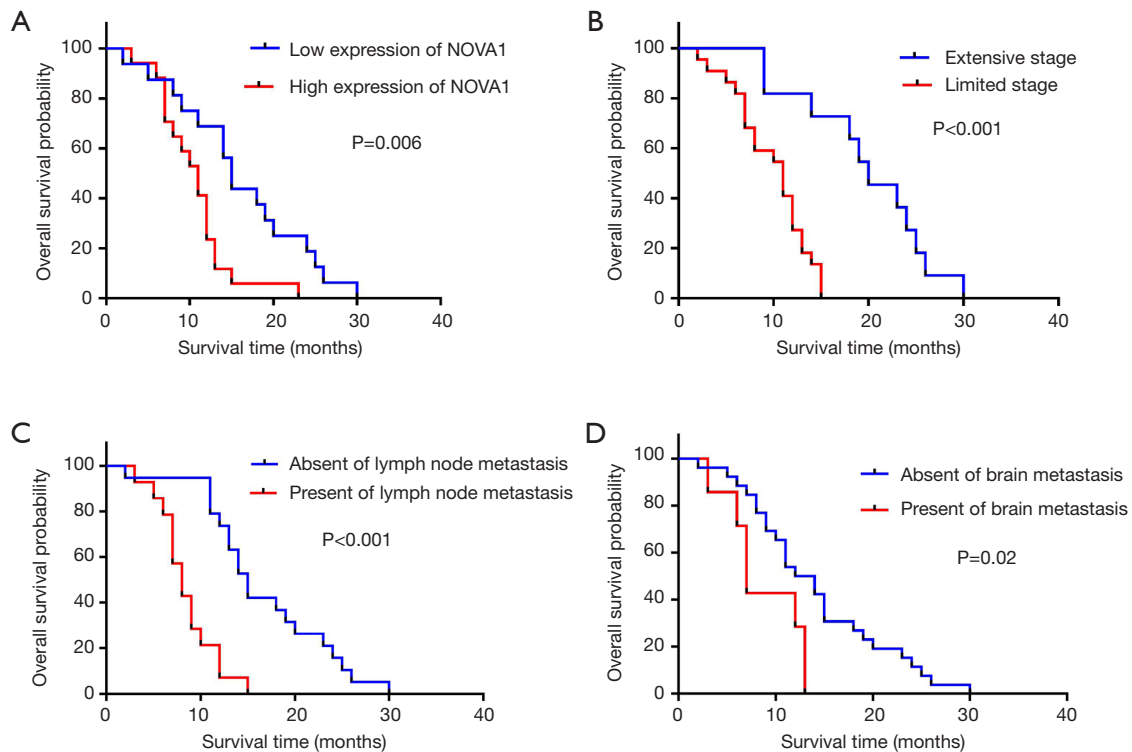 A
Overall survival probability
100
80
60
40
20
0
Low expression of NOVA1
High expression of NOVA1
P=0.006
0 10 20 30 40
Survival time (months)
B
Overall survival probability
100
80
60
40
20
0
Extensive stage
Limited stage
P<0.001
0 10 20 30 40
Survival time (months)
C
Overall survival probability
100
80
60
40
20
0
Absent of lymph node metastasis
Present of lymph node metastasis
P<0.001
0 10 20 30 40
Survival time (months)
D
Overall survival probability
100
80
60
40
20
0
Absent of brain metastasis
Present of brain metastasis
P=0.02
0 10 20 30 40
Survival time (months)